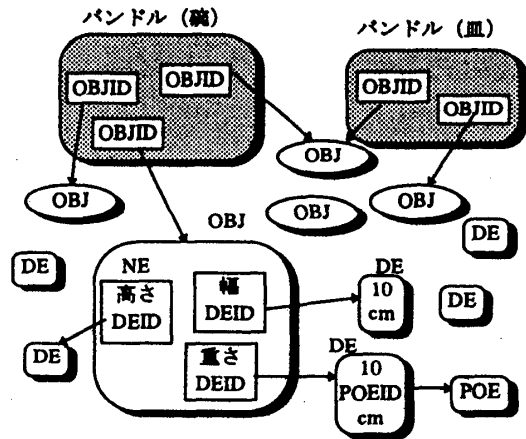 バンドル（碗）
バンドル（皿）
OBJID
OBJID
OBJID
OBJID
OBJID
OBJ
OBJ
OBJ
OBJ
OBJ
DE
DE
NE
高さ
DEID
幅
DEID
重さ
DEID
DE
10
cm
DE
DE
DE
10
POEID
cm
POE